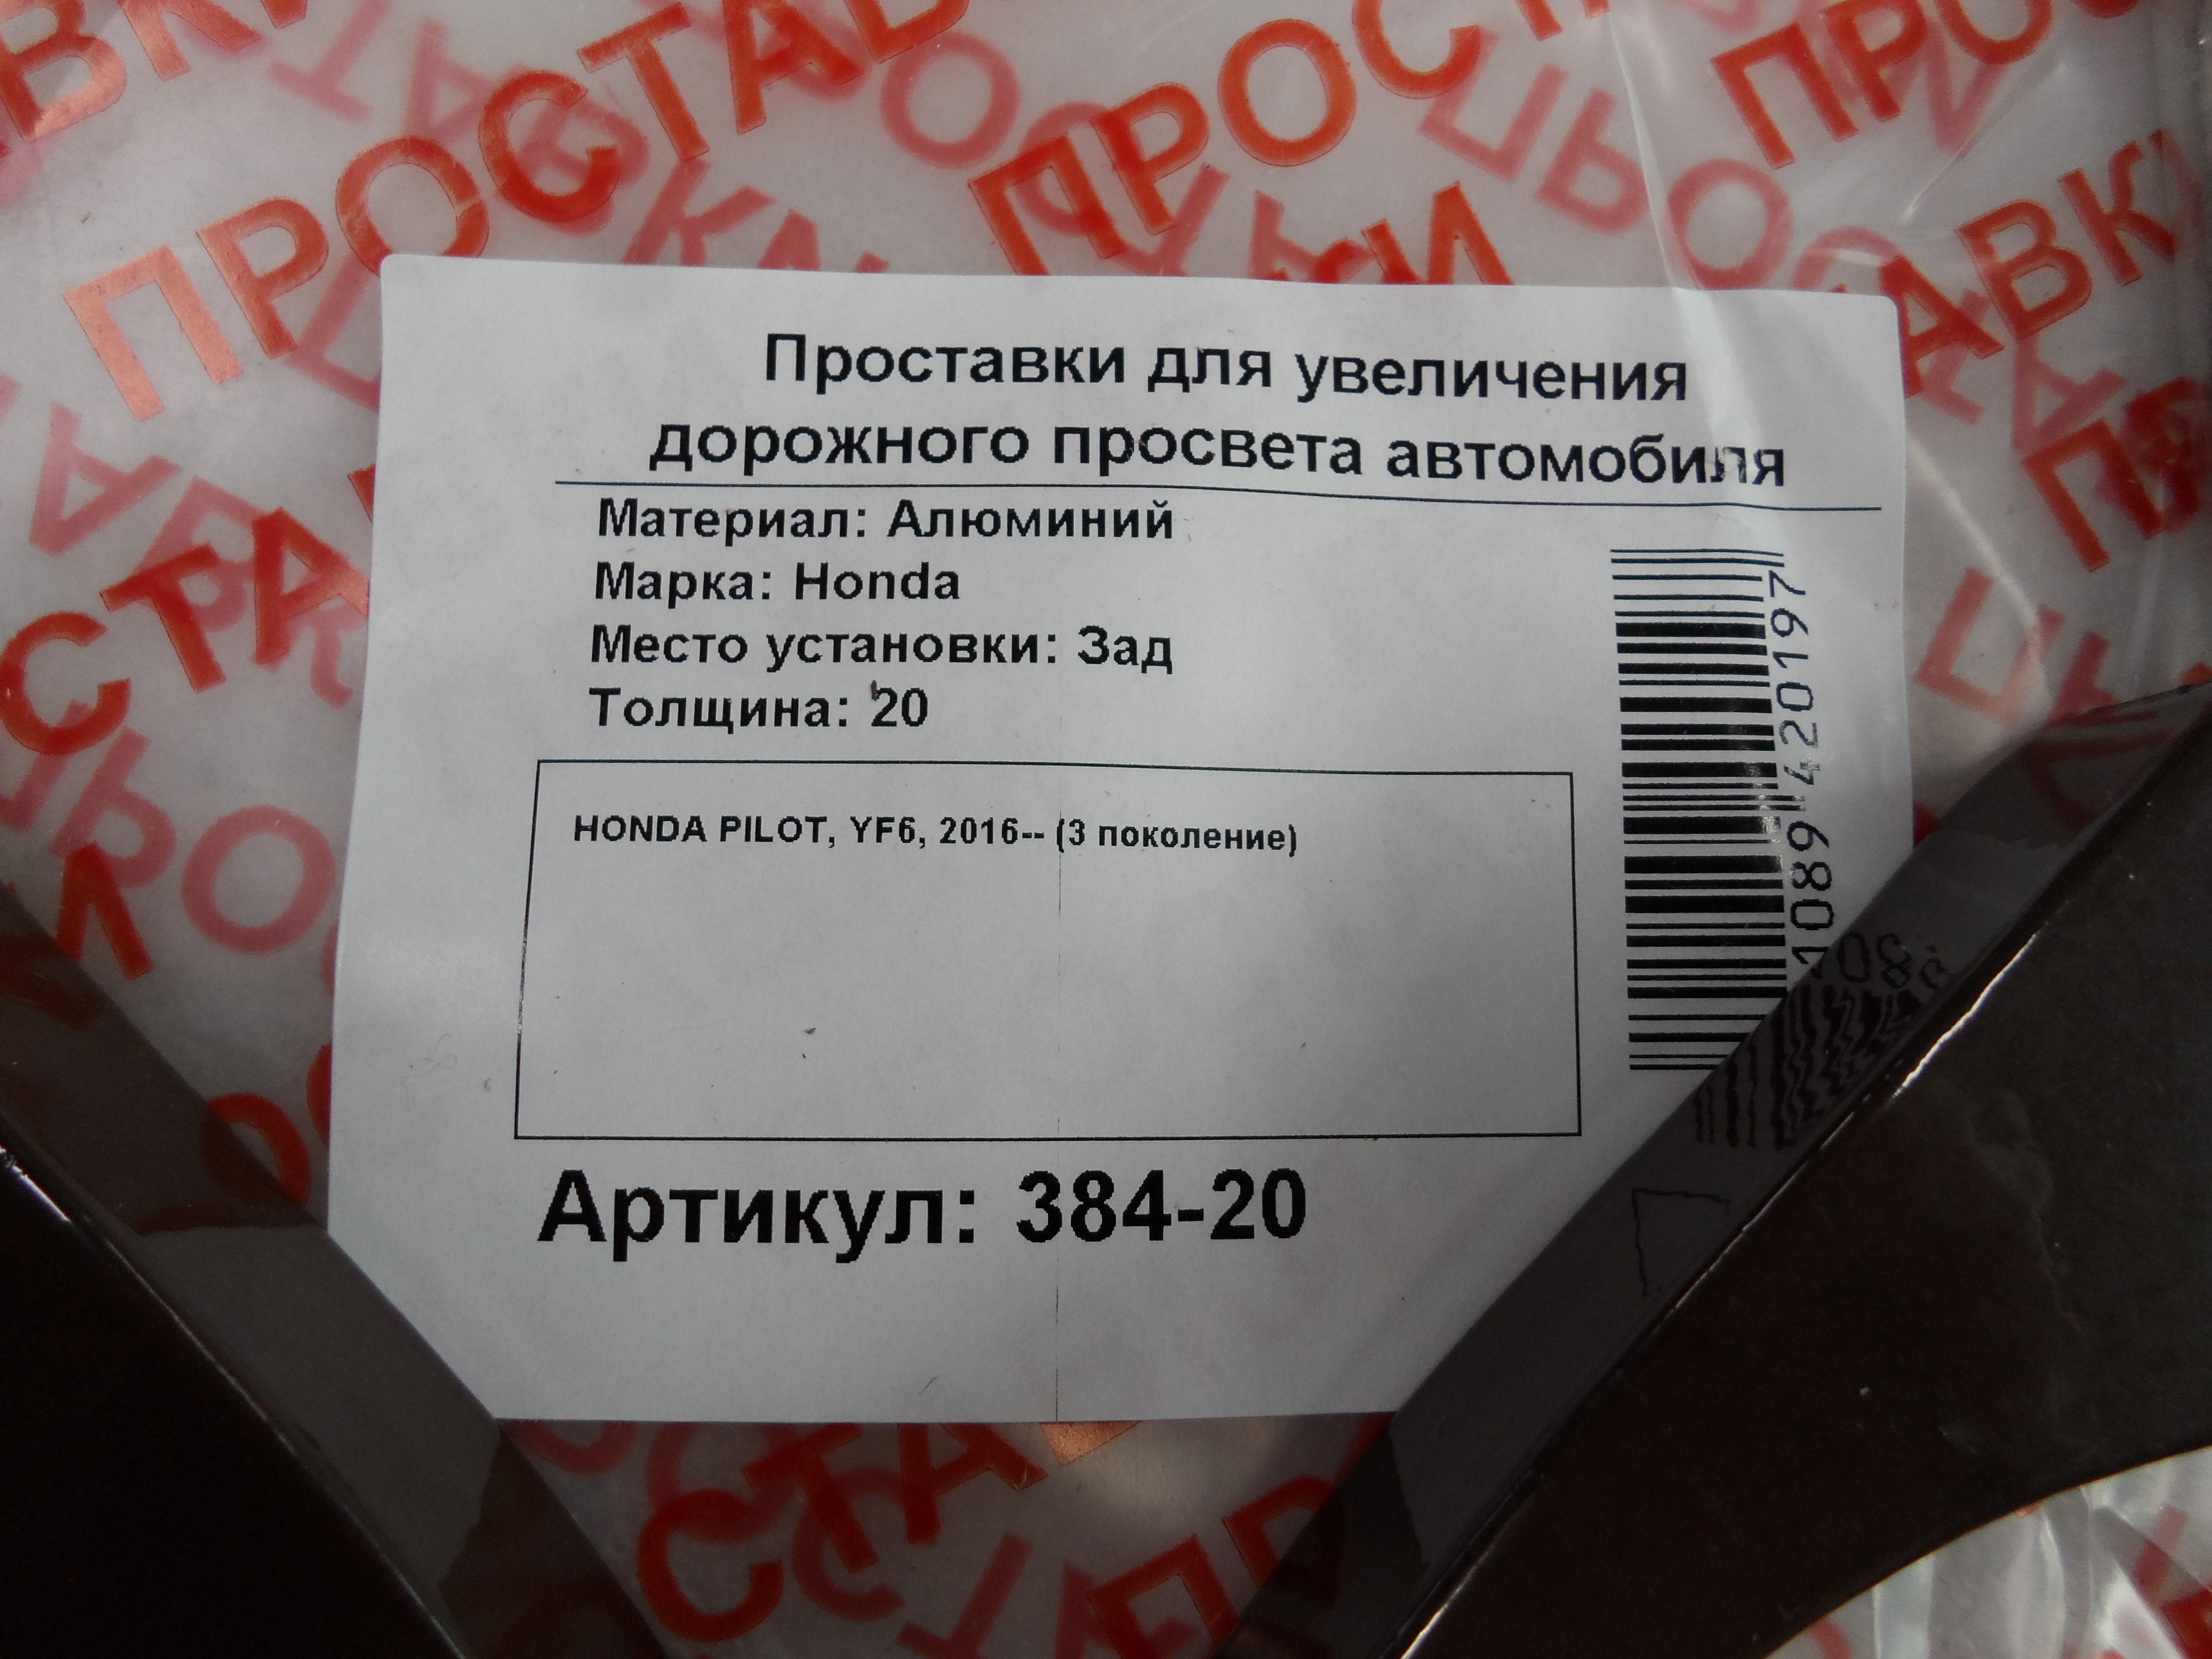 Проставки для увеличения
дорожного просвета автомобиля
Материал: Алюминий
Марка: Honda
Место установки: Зад
Толщина: 20
HONDA PILOT, YF6, 2016-- (3 поколение)
Артикул: 384-20